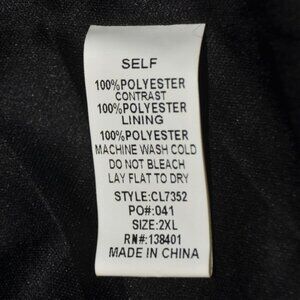 SELF
100%POLYESTER
CONTRAST
100%POLYESTER
LINING
100%POLYESTER
MACHINE WASH COLD
DO NOT BLEACH
LAY FLAT TO DRY
STYLE:CL7352
PO#:041
SIZE:2XL
RN#:138401
MADE IN CHINA